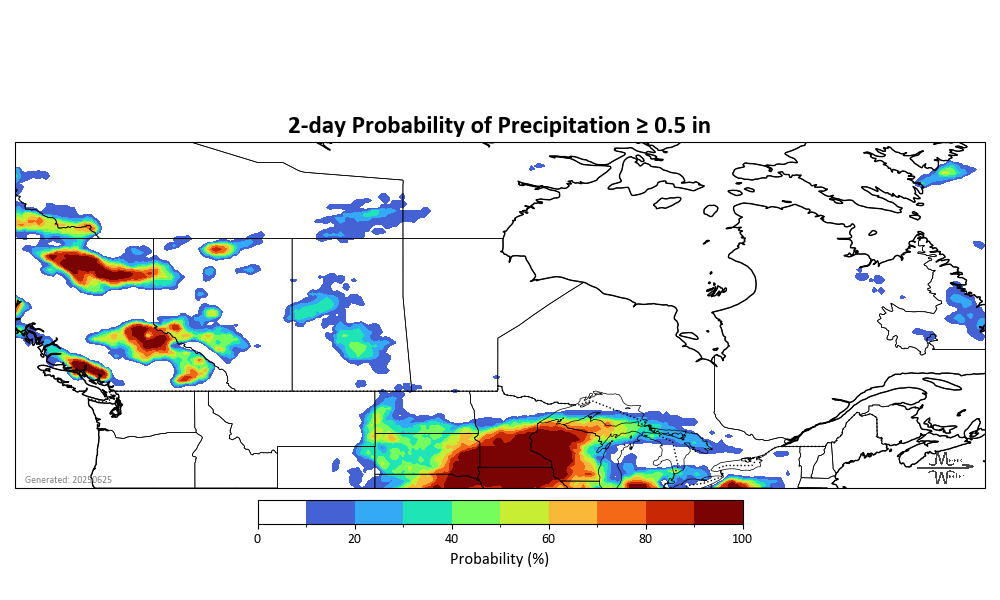 2-day Probability of Precipitation ≥ 0.5 in
Generated: 20250625
0 20 40 60 80 100
Probability (%)